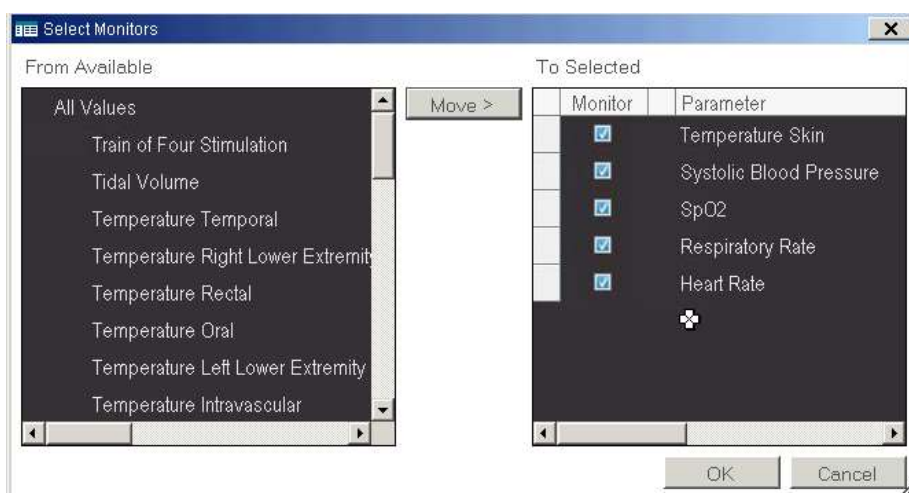 Select Monitors
From Available
To Selected
All Values
Train of Four Stimulation
Tidal Volume
Temperature Temporal
Temperature Right Lower Extremit
Temperature Rectal
Temperature Oral
Temperature Left Lower Extremity
Temperature Intravascular
Move >
Monitor Parameter
Temperature Skin
Systolic Blood Pressure
SpO2
Respiratory Rate
Heart Rate
OK Cancel